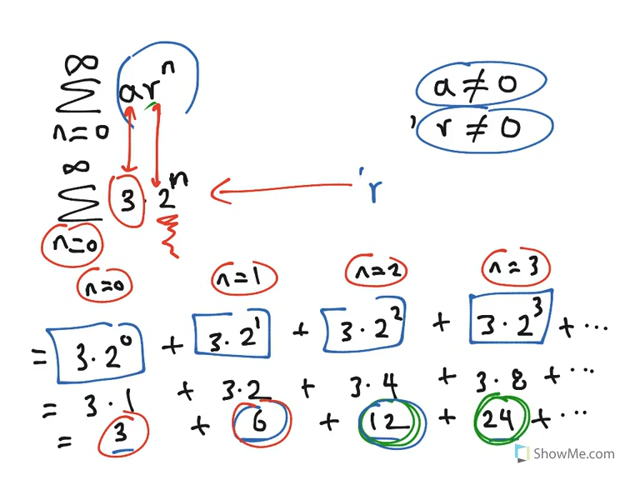 ∞
Σ arⁿ
n=0
a ≠ 0
' r ≠ 0
∞
Σ 3·2ⁿ
n=0
'r
n=0 n=1 n=2 n=3
= 3·2⁰ + 3·2¹ + 3·2² + 3·2³ + ...
= 3·1 + 3·2 + 3·4 + 3·8 + ...
= 3 + 6 + 12 + 24 + ...
ShowMe.com